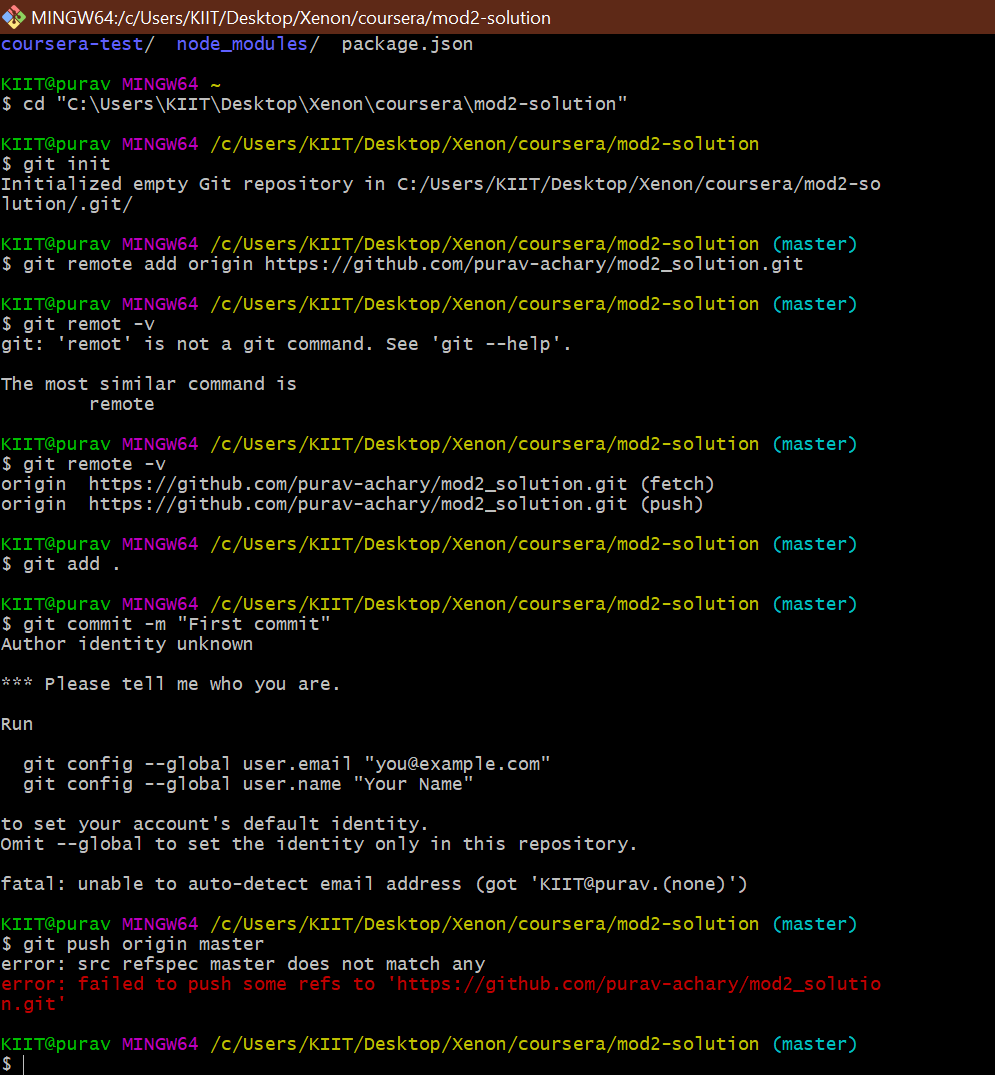 MINGW64:/c/Users/KIIT/Desktop/Xenon/coursera/mod2-solution
coursera-test/  node_modules/  package.json
KIIT@purav MINGW64 ~
$ cd "C:\Users\KIIT\Desktop\Xenon\coursera\mod2-solution"
KIIT@purav MINGW64 /c/Users/KIIT/Desktop/Xenon/coursera/mod2-solution
$ git init
Initialized empty Git repository in C:/Users/KIIT/Desktop/Xenon/coursera/mod2-so
lution/.git/
KIIT@purav MINGW64 /c/Users/KIIT/Desktop/Xenon/coursera/mod2-solution (master)
$ git remote add origin https://github.com/purav-achary/mod2_solution.git
KIIT@purav MINGW64 /c/Users/KIIT/Desktop/Xenon/coursera/mod2-solution (master)
$ git remot -v
git: 'remot' is not a git command. See 'git --help'.
The most similar command is
        remote
KIIT@purav MINGW64 /c/Users/KIIT/Desktop/Xenon/coursera/mod2-solution (master)
$ git remote -v
origin  https://github.com/purav-achary/mod2_solution.git (fetch)
origin  https://github.com/purav-achary/mod2_solution.git (push)
KIIT@purav MINGW64 /c/Users/KIIT/Desktop/Xenon/coursera/mod2-solution (master)
$ git add .
KIIT@purav MINGW64 /c/Users/KIIT/Desktop/Xenon/coursera/mod2-solution (master)
$ git commit -m "First commit"
Author identity unknown
*** Please tell me who you are.
Run
  git config --global user.email "you@example.com"
  git config --global user.name "Your Name"
to set your account's default identity.
Omit --global to set the identity only in this repository.
fatal: unable to auto-detect email address (got 'KIIT@purav.(none)')
KIIT@purav MINGW64 /c/Users/KIIT/Desktop/Xenon/coursera/mod2-solution (master)
$ git push origin master
error: src refspec master does not match any
error: failed to push some refs to 'https://github.com/purav-achary/mod2_solutio
n.git'
KIIT@purav MINGW64 /c/Users/KIIT/Desktop/Xenon/coursera/mod2-solution (master)
$